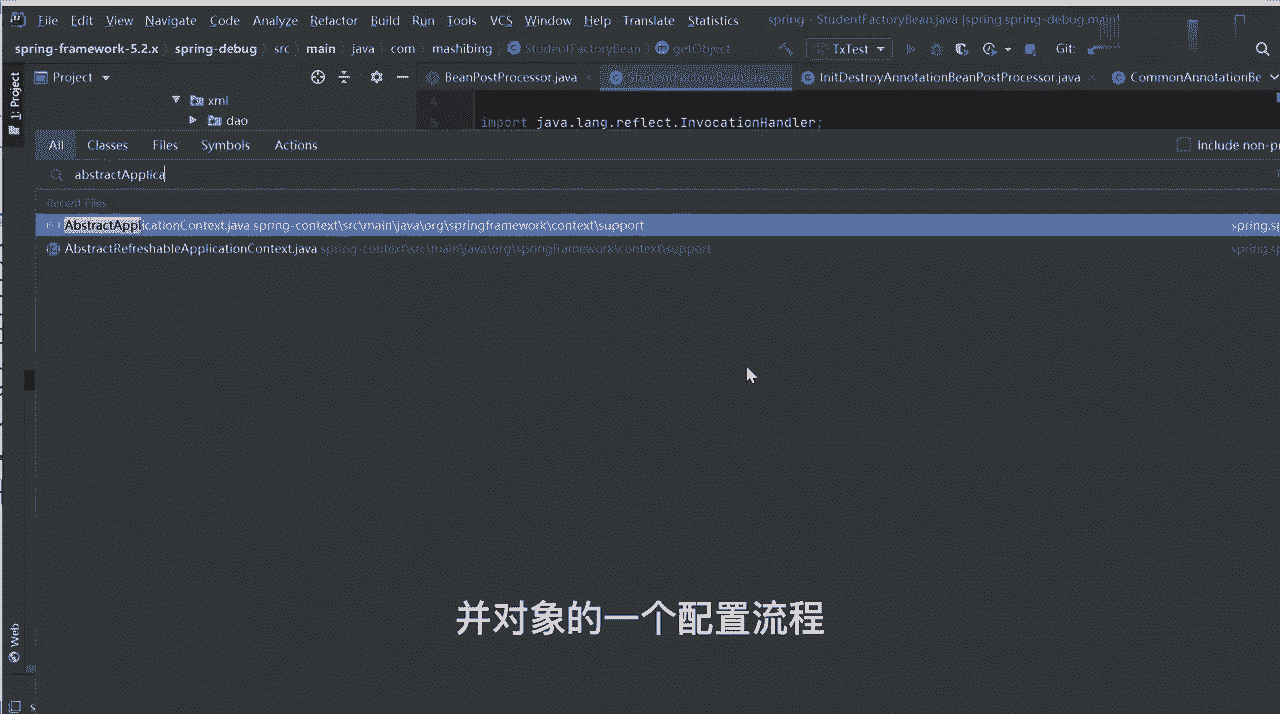 File Edit View Navigate Code Analyze Refactor Build Run Tools VCS Window Help Translate Statistics spring - StudentFactoryBean.java [spring.spring-debug.main]
spring-framework-5.2.x spring-debug src main java com mashibing StudentFactoryBean getObject TxTest Git:
1: Project
Project BeanPostProcessor.java StudentFactoryBean.java InitDestroyAnnotationBeanPostProcessor.java CommonAnnotationBe
xml
4
dao
5 import java.lang.reflect.InvocationHandler;
All Classes Files Symbols Actions Include non-p
abstractApplica
Recent Files
AbstractApplicationContext.java spring-context\src\main\java\org\springframework\context\support spring.s
AbstractRefreshableApplicationContext.java spring-context\src\main\java\org\springframework\context\support spring.s
并对象的一个配置流程
Web
s